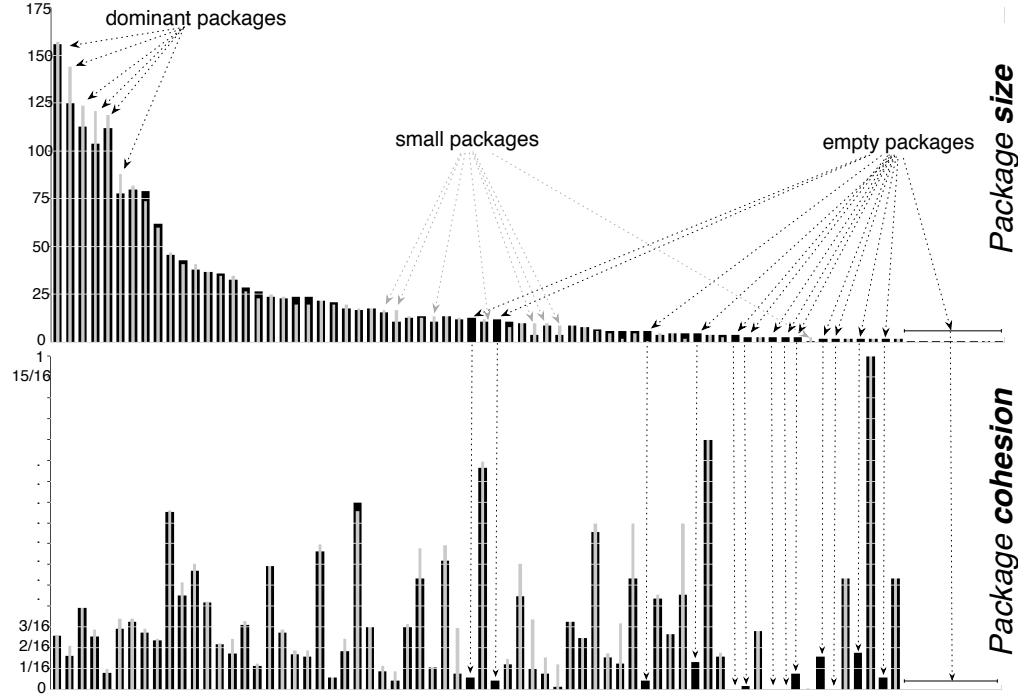 175
dominant packages
150
125
small packages
empty packages
100
75
50
25
0
Package size
1
15/16
3/16
2/16
1/16
0
Package cohesion